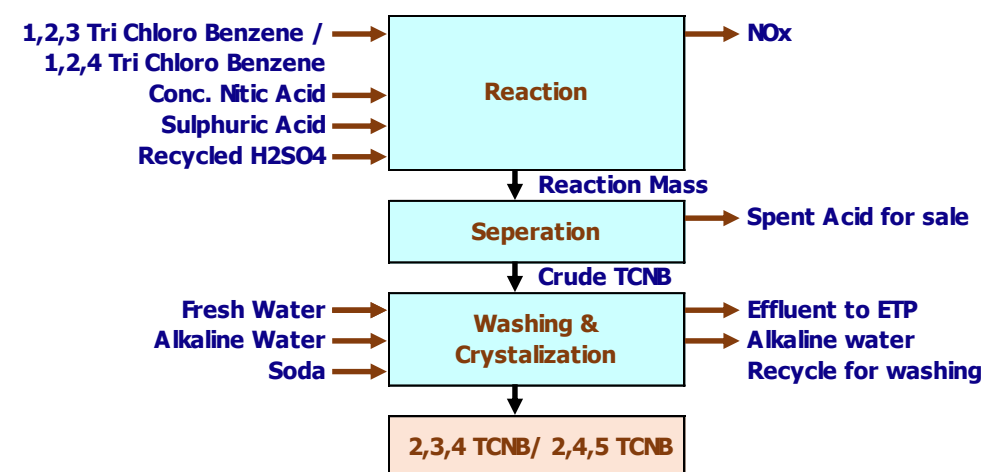 1,2,3 Tri Chloro Benzene /
1,2,4 Tri Chloro Benzene
Conc. Nitic Acid
Sulphuric Acid
Recycled H2SO4
Reaction
NOx
Reaction Mass
Seperation
Spent Acid for sale
Crude TCNB
Fresh Water
Alkaline Water
Soda
Washing &
Crystalization
Effluent to ETP
Alkaline water
Recycle for washing
2,3,4 TCNB/ 2,4,5 TCNB